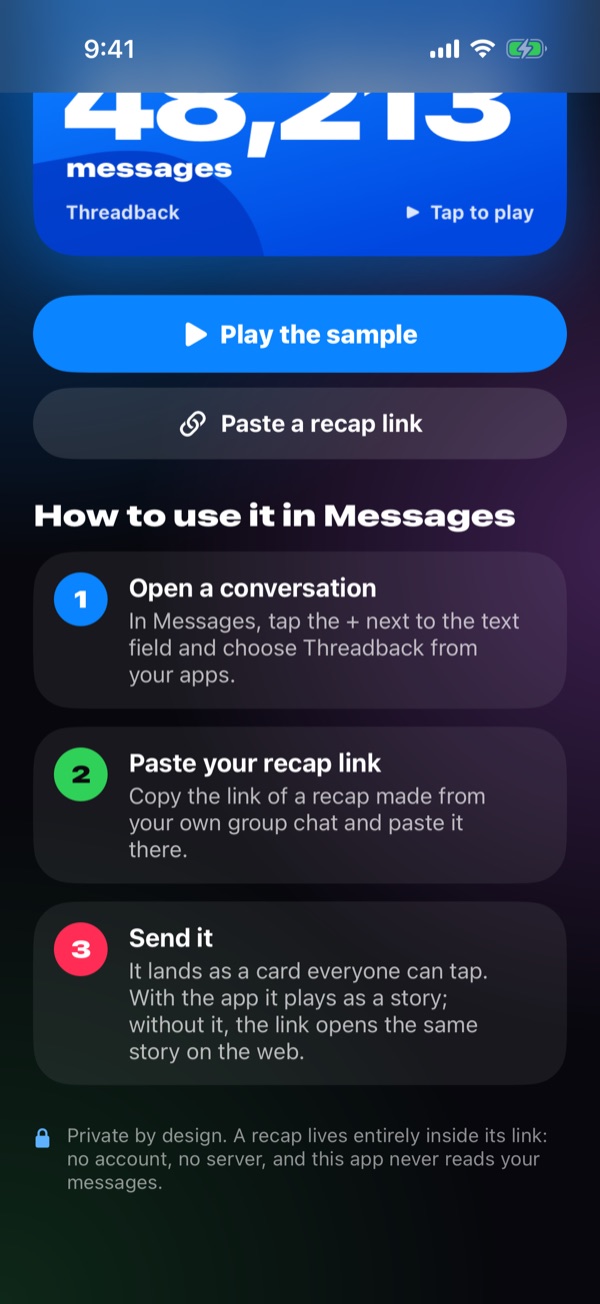 9:41
48,213
messages
Threadback
Tap to play
Play the sample
Paste a recap link
How to use it in Messages
1
Open a conversation
In Messages, tap the + next to the text
field and choose Threadback from
your apps.
2
Paste your recap link
Copy the link of a recap made from
your own group chat and paste it
there.
3
Send it
It lands as a card everyone can tap.
With the app it plays as a story;
without it, the link opens the same
story on the web.
Private by design. A recap lives entirely inside its link:
no account, no server, and this app never reads your
messages.